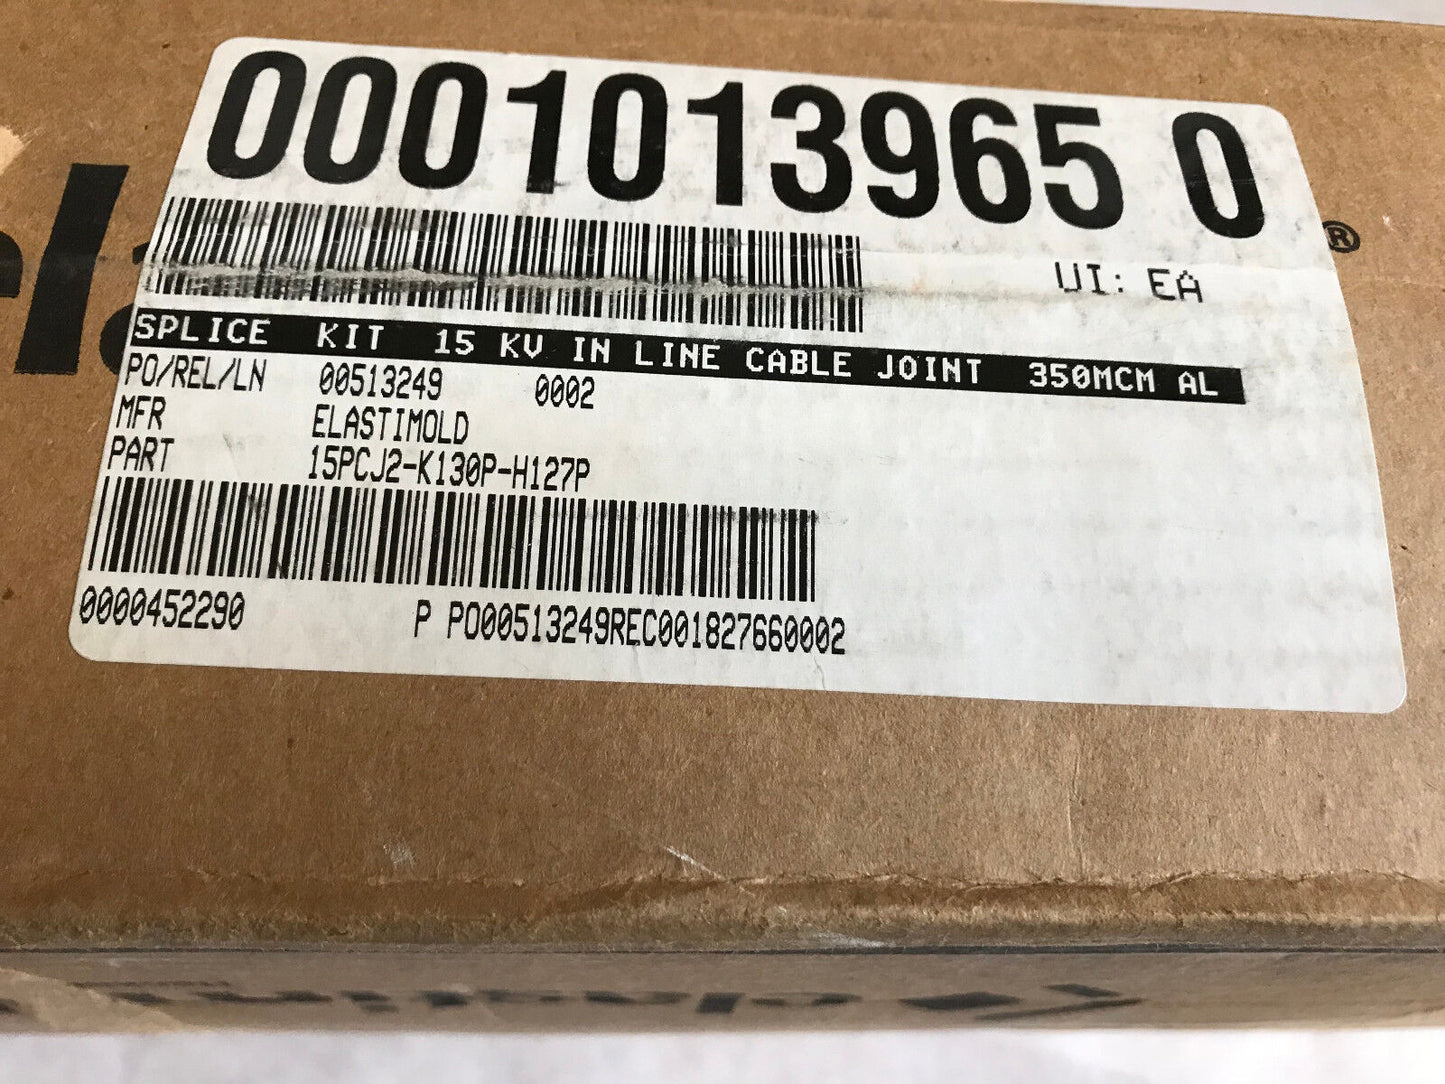 0001013965 0
UI: EA
SPLICE KIT 15 KV IN LINE CABLE JOINT 350MCM AL
PO/REL/LN 00513249 0002
MFR ELASTIMOLD
PART 15PCJ2-K130P-H127P
0000452290 P PO00513249REC001827660002
ela
®